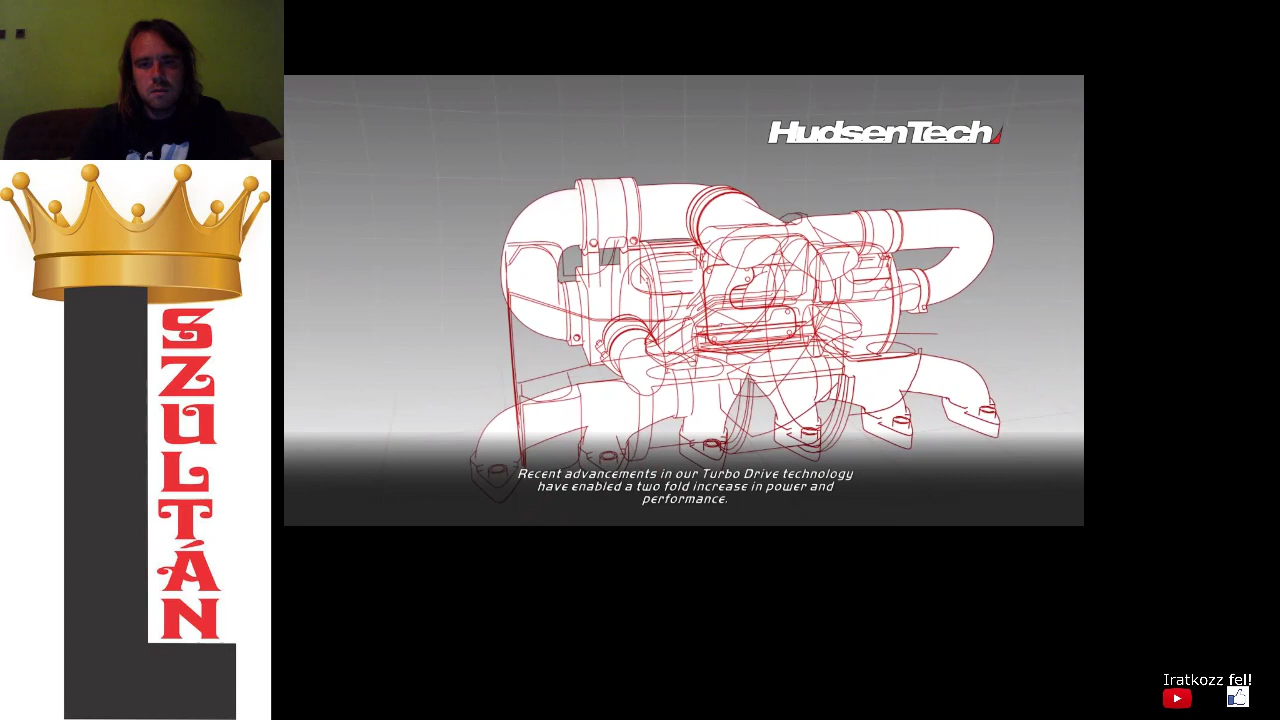 HudsenTech
SZULTÁN
L
Recent advancements in our Turbo Drive technology
have enabled a two fold increase in power and
performance.
Iratkozz fel!